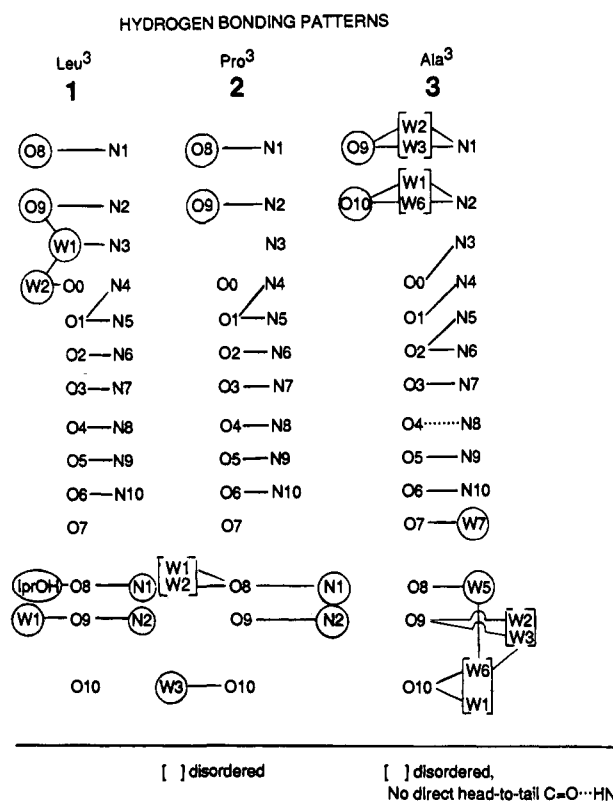 HYDROGEN BONDING PATTERNS
Leu3 Pro3 Ala3
1 2 3
W2
O8 N1 O8 N1 O9 W3 N1
W1
O9 N2 O9 N2 O10 W6 N2
W1 N3 N3 N3
W2 O0 N4 O0 N4 O0 N4
O1 N5 O1 N5 O1 N5
O2 N6 O2 N6 O2 N6
O3 N7 O3 N7 O3 N7
O4 N8 O4 N8 O4 N8
O5 N9 O5 N9 O5 N9
O6 N10 O6 N10 O6 N10
O7 O7 O7 W7
W1
iprOH O8 N1 W2 O8 N1 O8 W5
W1 O9 N2 O9 N2 O9 W2
W3
W6
O10 W3 O10 O10
W1
[ ] disordered [ ] disordered,
No direct head-to-tail C=O···HN